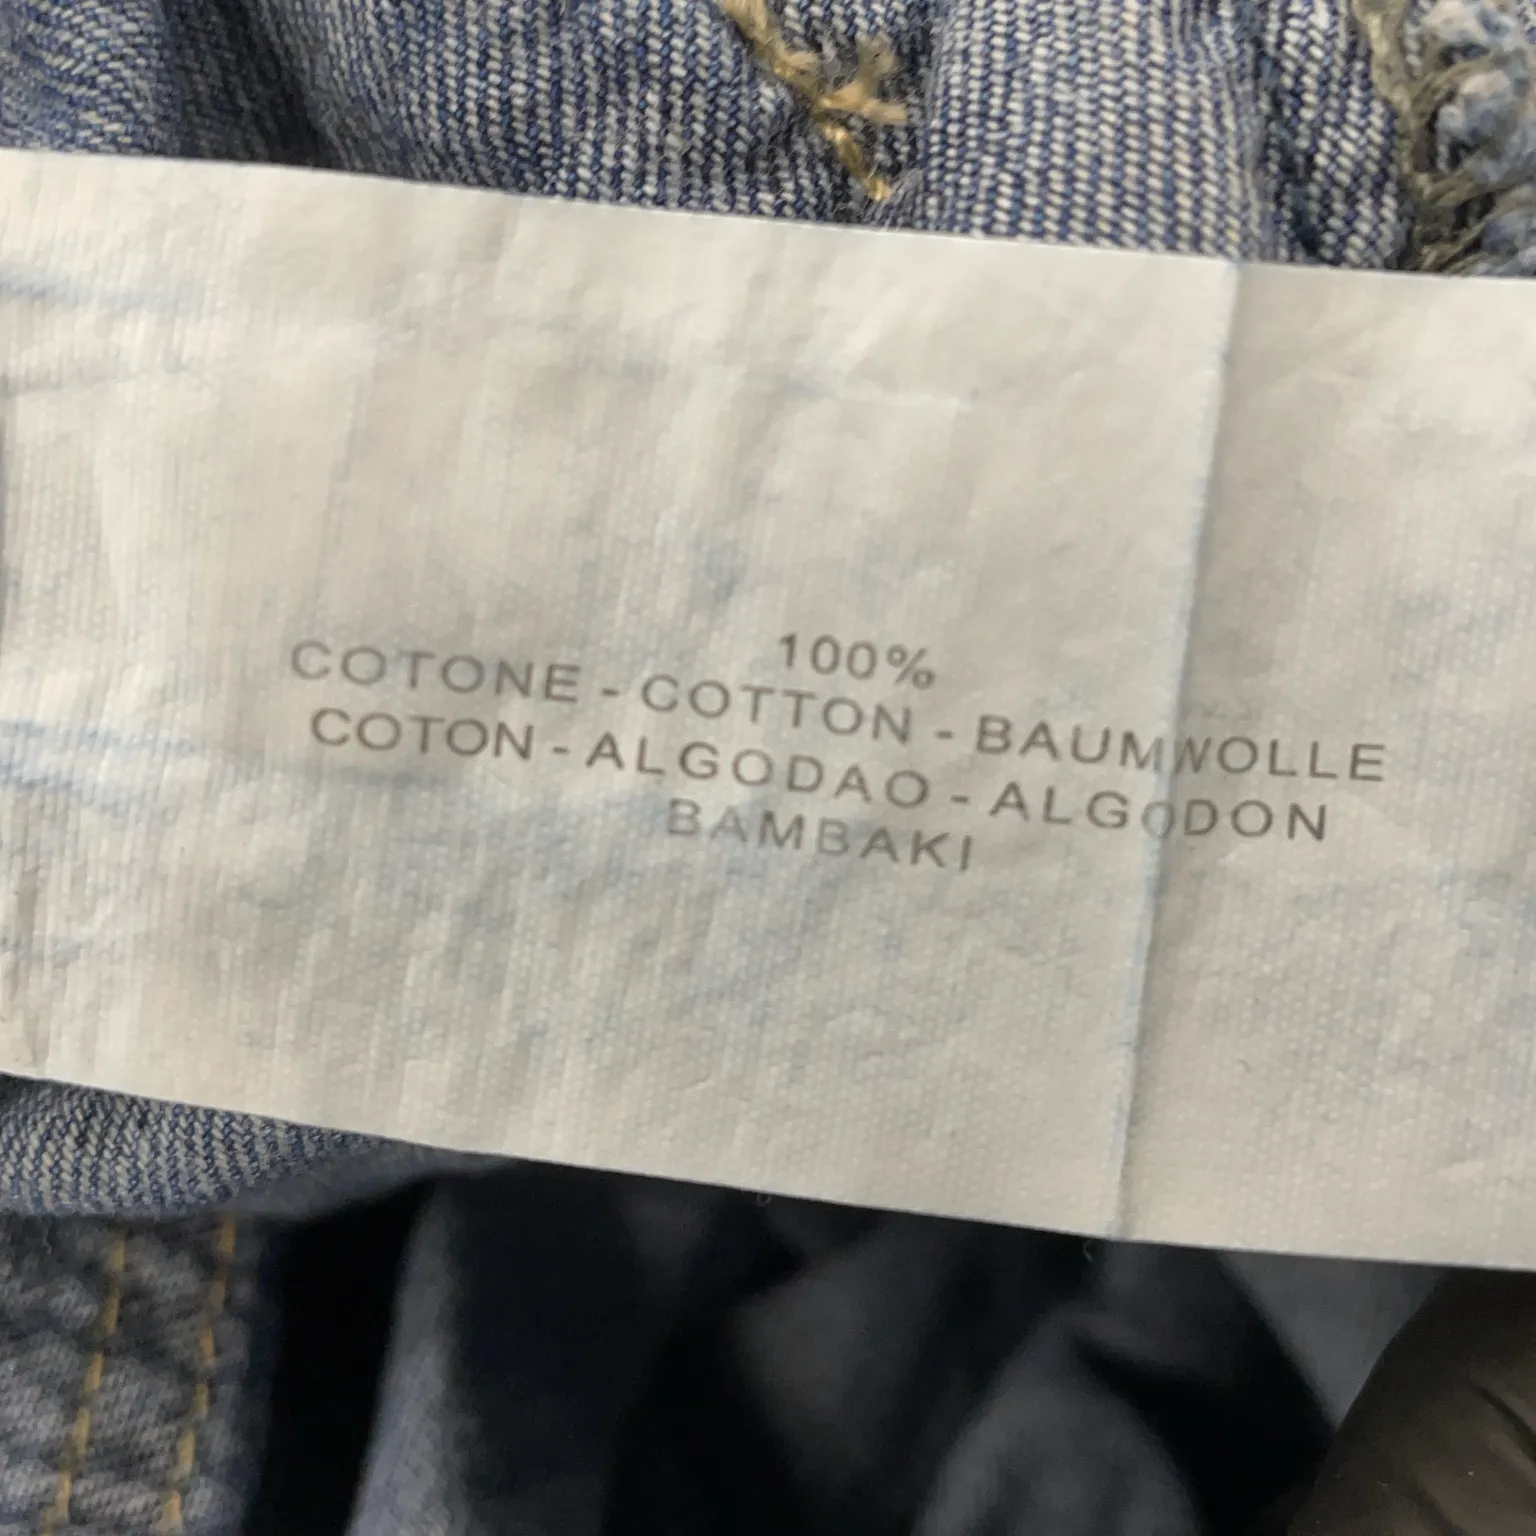 100%
COTONE - COTTON - BAUMWOLLE
COTON - ALGODAO - ALGODON
BAMBAKI